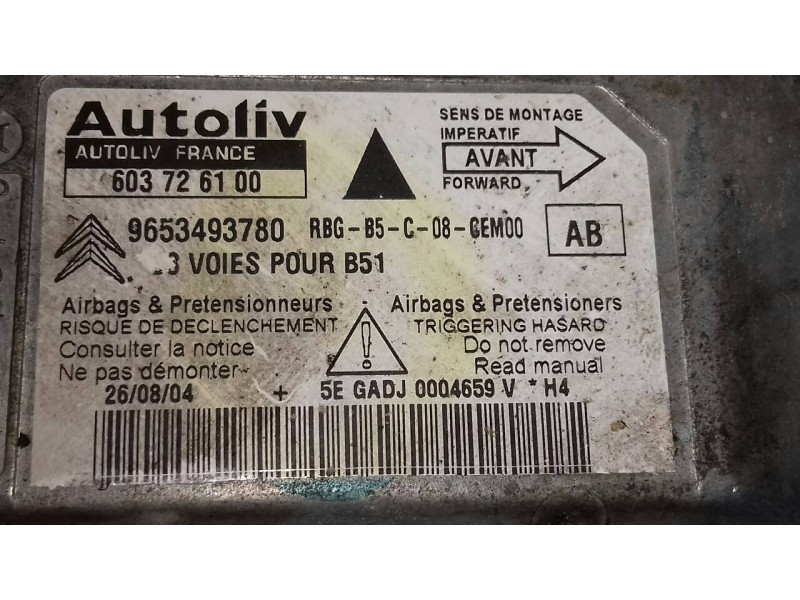 Autoliv
AUTOLIV FRANCE
603 72 61 00
SENS DE MONTAGE
IMPERATIF
AVANT
FORWARD
9653493780 RBG-B5-C-08-CEM00
AB
3 VOIES POUR B51
Airbags & Pretensionneurs
RISQUE DE DECLENCHEMENT
Consulter la notice
Ne pas démonter
Airbags & Pretensioners
TRIGGERING HASARD
Do not remove
Read manual
26/08/04 + 5E GADJ 0004659 V * H4